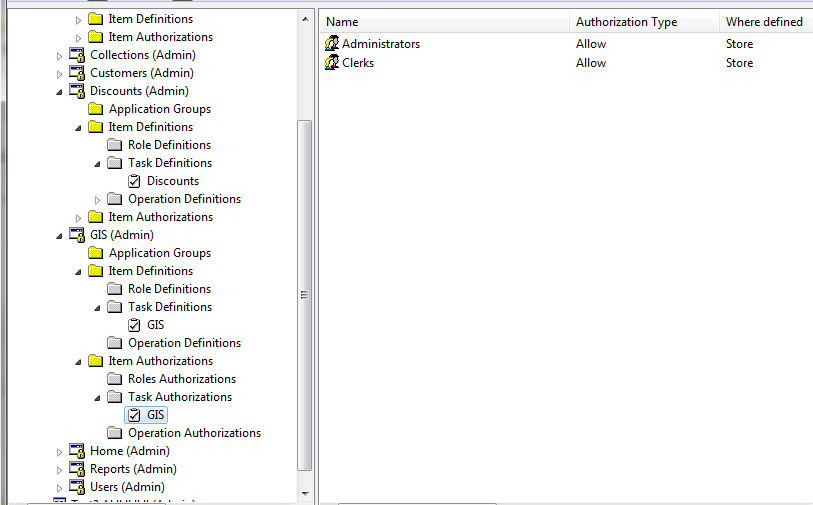 Item Definitions
Item Authorizations
Collections (Admin)
Customers (Admin)
Discounts (Admin)
Application Groups
Item Definitions
Role Definitions
Task Definitions
Discounts
Operation Definitions
Item Authorizations
GIS (Admin)
Application Groups
Item Definitions
Role Definitions
Task Definitions
GIS
Operation Definitions
Item Authorizations
Roles Authorizations
Task Authorizations
GIS
Operation Authorizations
Home (Admin)
Reports (Admin)
Users (Admin)
Name Authorization Type Where defined
Administrators Allow Store
Clerks Allow Store